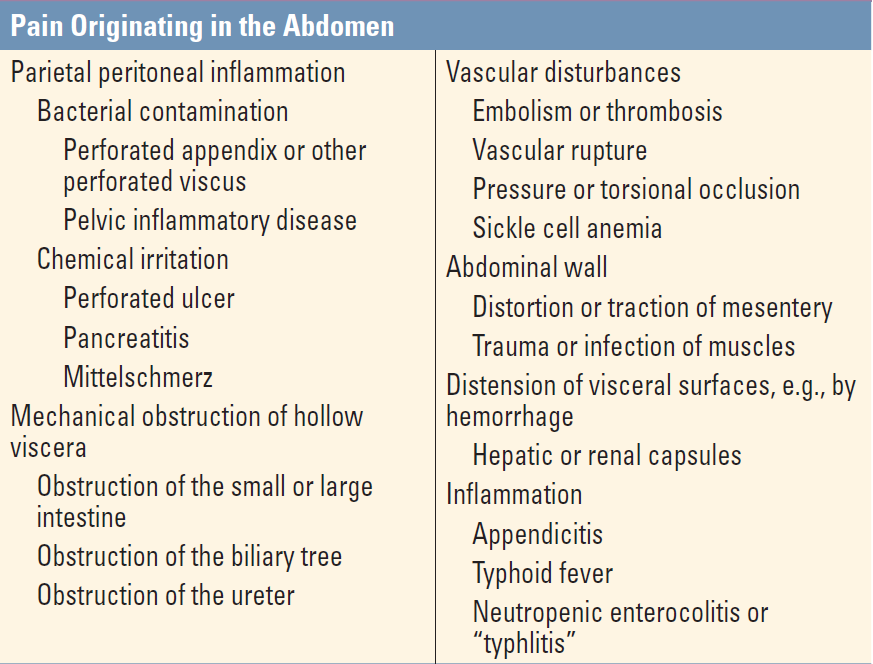 Pain Originating in the Abdomen
Parietal peritoneal inflammation
Bacterial contamination
Perforated appendix or other
perforated viscus
Pelvic inflammatory disease
Chemical irritation
Perforated ulcer
Pancreatitis
Mittelschmerz
Mechanical obstruction of hollow
viscera
Obstruction of the small or large
intestine
Obstruction of the biliary tree
Obstruction of the ureter
Vascular disturbances
Embolism or thrombosis
Vascular rupture
Pressure or torsional occlusion
Sickle cell anemia
Abdominal wall
Distortion or traction of mesentery
Trauma or infection of muscles
Distension of visceral surfaces, e.g., by
hemorrhage
Hepatic or renal capsules
Inflammation
Appendicitis
Typhoid fever
Neutropenic enterocolitis or
“typhlitis”